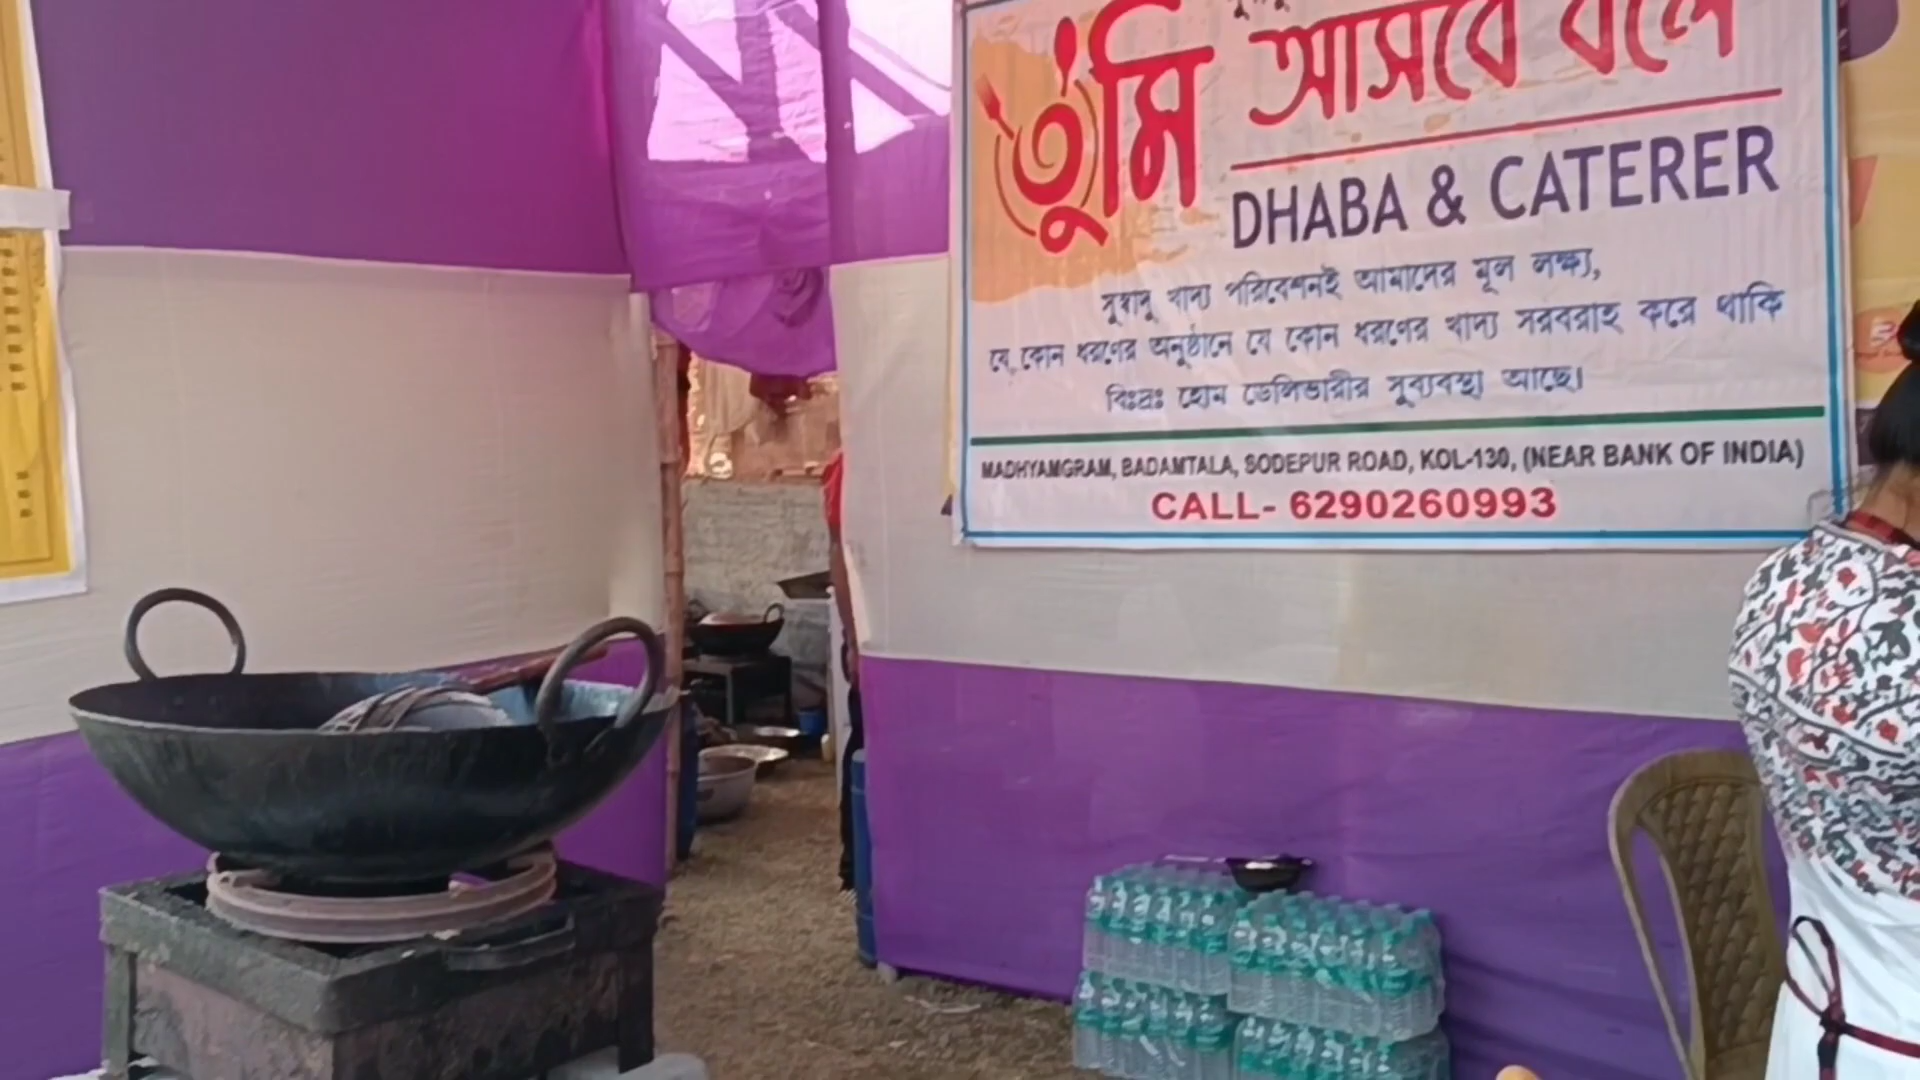 তুমি আসবে বলে
DHABA & CATERER
সুস্বাদু খাদ্য পরিবেশনই আমাদের মূল লক্ষ্য,
যে কোন ধরণের অনুষ্ঠানে যে কোন ধরণের খাদ্য সরবরাহ করে থাকি
বিঃদ্রঃ হোম ডেলিভারীর সুব্যবস্থা আছে।
MADHYAMGRAM, BADAMTALA, SODEPUR ROAD, KOL-130, (NEAR BANK OF INDIA)
CALL- 6290260993